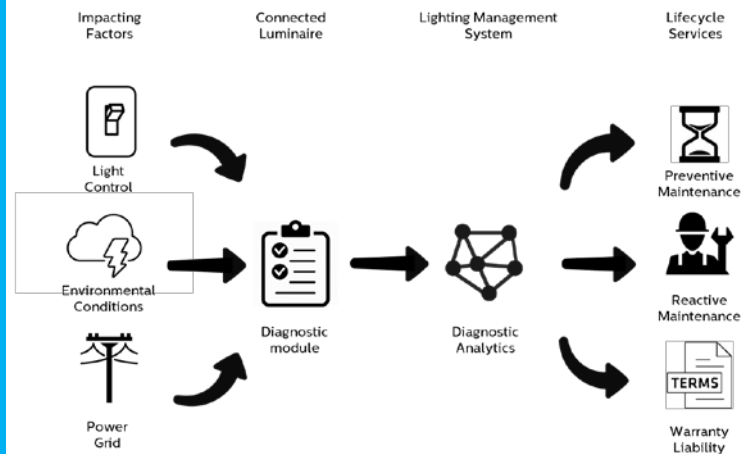 Impacting
Factors
Connected
Luminaire
Lighting Management
System
Lifecycle
Services
Light
Control
Preventive
Maintenance
Environmental
Conditions
Diagnostic
module
Diagnostic
Analytics
Reactive
Maintenance
Power
Grid
TERMS
Warranty
Liability